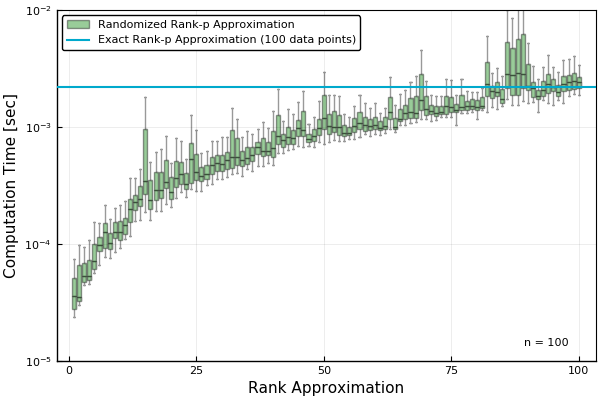 10⁻²
Randomized Rank-p Approximation
Exact Rank-p Approximation (100 data points)
10⁻³
10⁻⁴
10⁻⁵
Computation Time [sec]
n = 100
0 25 50 75 100
Rank Approximation